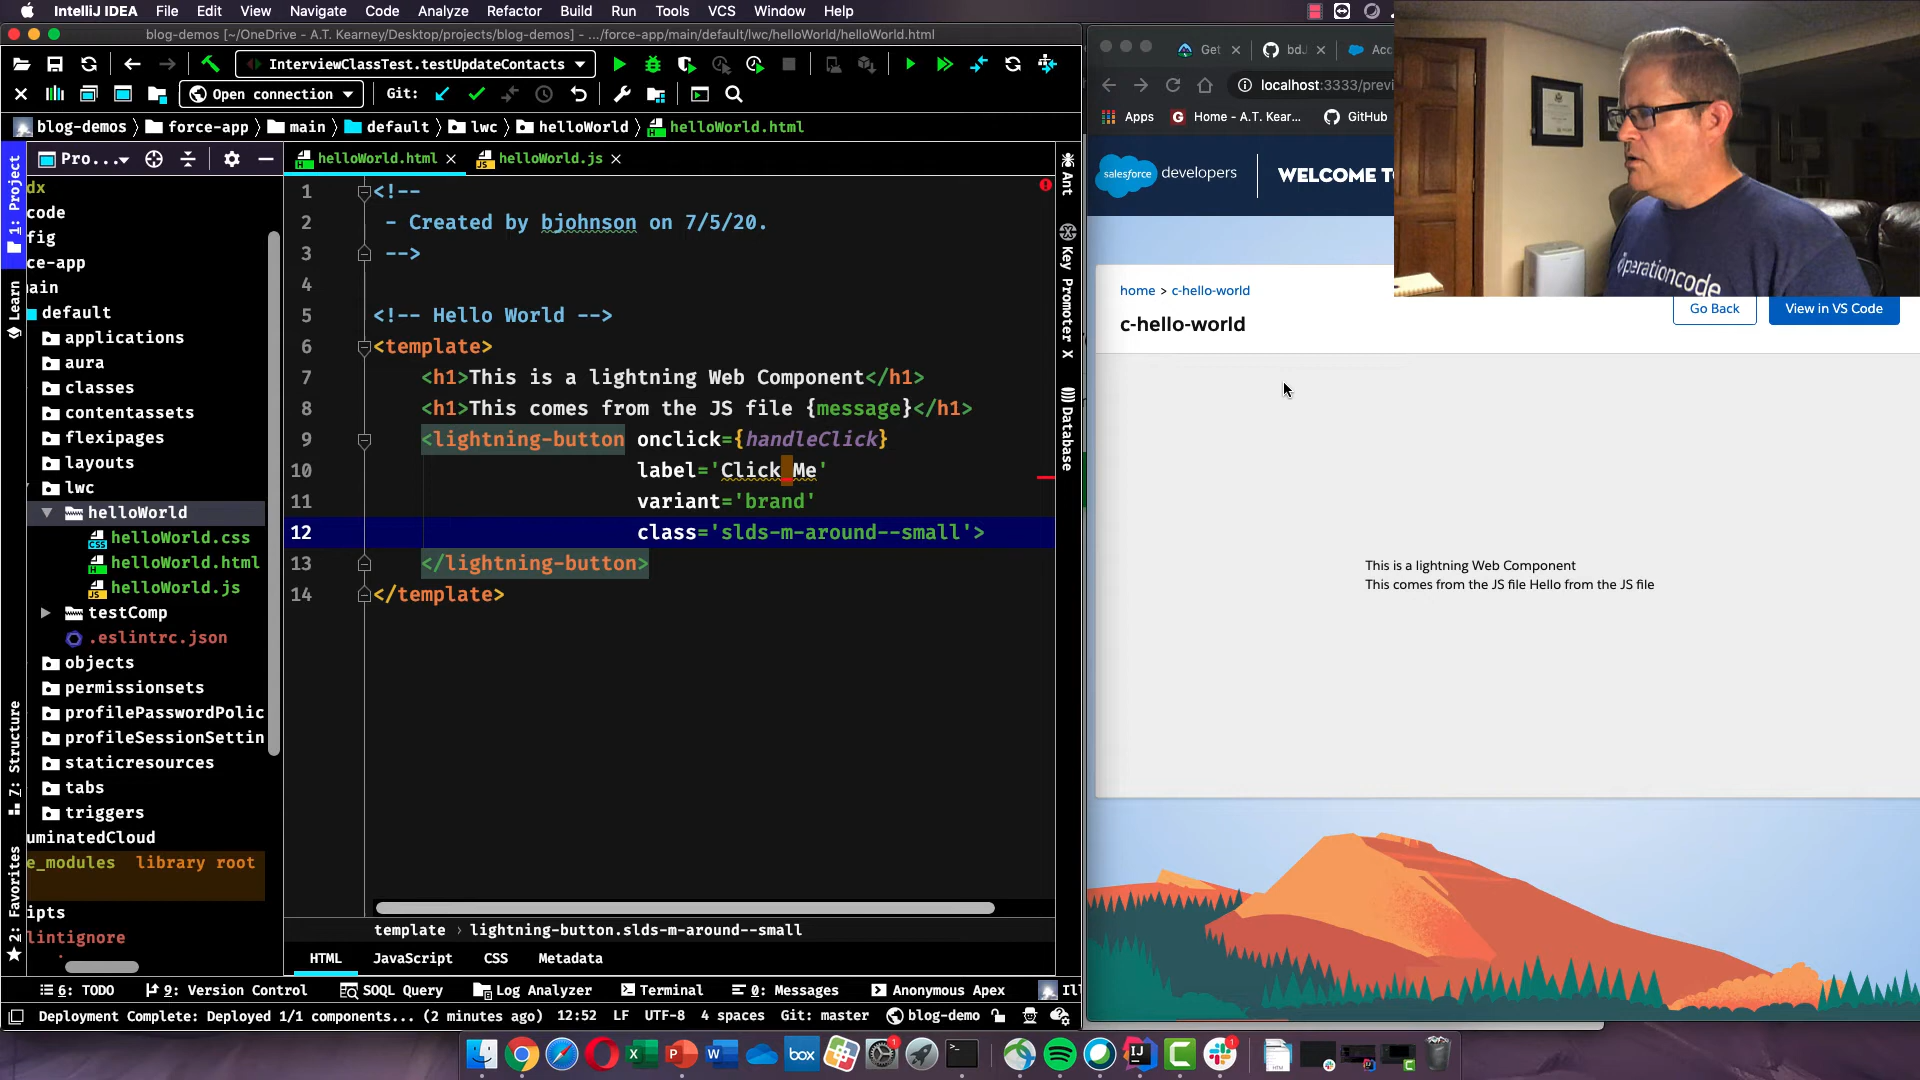 IntelliJ IDEA File Edit View Navigate Code Analyze Refactor Build Run Tools VCS Window Help
blog-demos [~/OneDrive - A.T. Kearney/Desktop/projects/blog-demos] - .../force-app/main/default/lwc/helloWorld/helloWorld.html
InterviewClassTest.testUpdateContacts
Open connection Git:
blog-demos force-app main default lwc helloWorld helloWorld.html
1: Project
Learn
7: Structure
2: Favorites
Pro...
dx
code
fig
ce-app
ain
default
applications
aura
classes
contentassets
flexipages
layouts
lwc
helloWorld
helloWorld.css
helloWorld.html
helloWorld.js
testComp
.eslintrc.json
objects
permissionsets
profilePasswordPolic
profileSessionSettin
staticresources
tabs
triggers
uminatedCloud
e_modules library root
ipts
lintignore
helloWorld.html helloWorld.js
1 <!--
2 - Created by bjohnson on 7/5/20.
3 -->
4
5 <!-- Hello World -->
6 <template>
7 <h1>This is a lightning Web Component</h1>
8 <h1>This comes from the JS file {message}</h1>
9 <lightning-button onclick={handleClick}
10 label='Click Me'
11 variant='brand'
12 class='slds-m-around--small'>
13 </lightning-button>
14 </template>
template › lightning-button.slds-m-around--small
HTML JavaScript CSS Metadata
Ant
Key Promoter X
Database
6: TODO 9: Version Control SOQL Query Log Analyzer Terminal 0: Messages Anonymous Apex Il
Deployment Complete: Deployed 1/1 components... (2 minutes ago) 12:52 LF UTF-8 4 spaces Git: master blog-demo
Get bdJ Acc
localhost:3333/previ
Apps Home - A.T. Kear... GitHub
salesforce developers WELCOME T
home > c-hello-world
c-hello-world
Go Back View in VS Code
This is a lightning Web Component
This comes from the JS file Hello from the JS file
operationcode
box